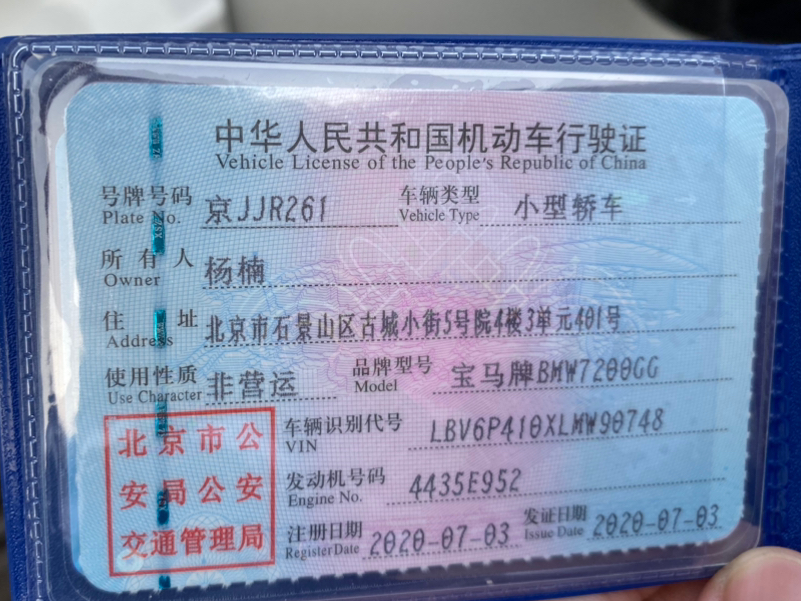 中华人民共和国机动车行驶证
Vehicle License of the People's Republic of China
号牌号码 京JJR261 车辆类型 小型轿车
Plate No. Vehicle Type
所有人 杨楠
Owner
住址 北京市石景山区古城小街5号院4楼3单元401号
Address
使用性质 非营运 品牌型号 宝马牌BMW7200GG
Use Character Model
北京市公
安局公安
交通管理局
车辆识别代号 LBV6P410XLMW90748
VIN
发动机号码 4435E952
Engine No.
注册日期 2020-07-03 发证日期 2020-07-03
Register Date Issue Date